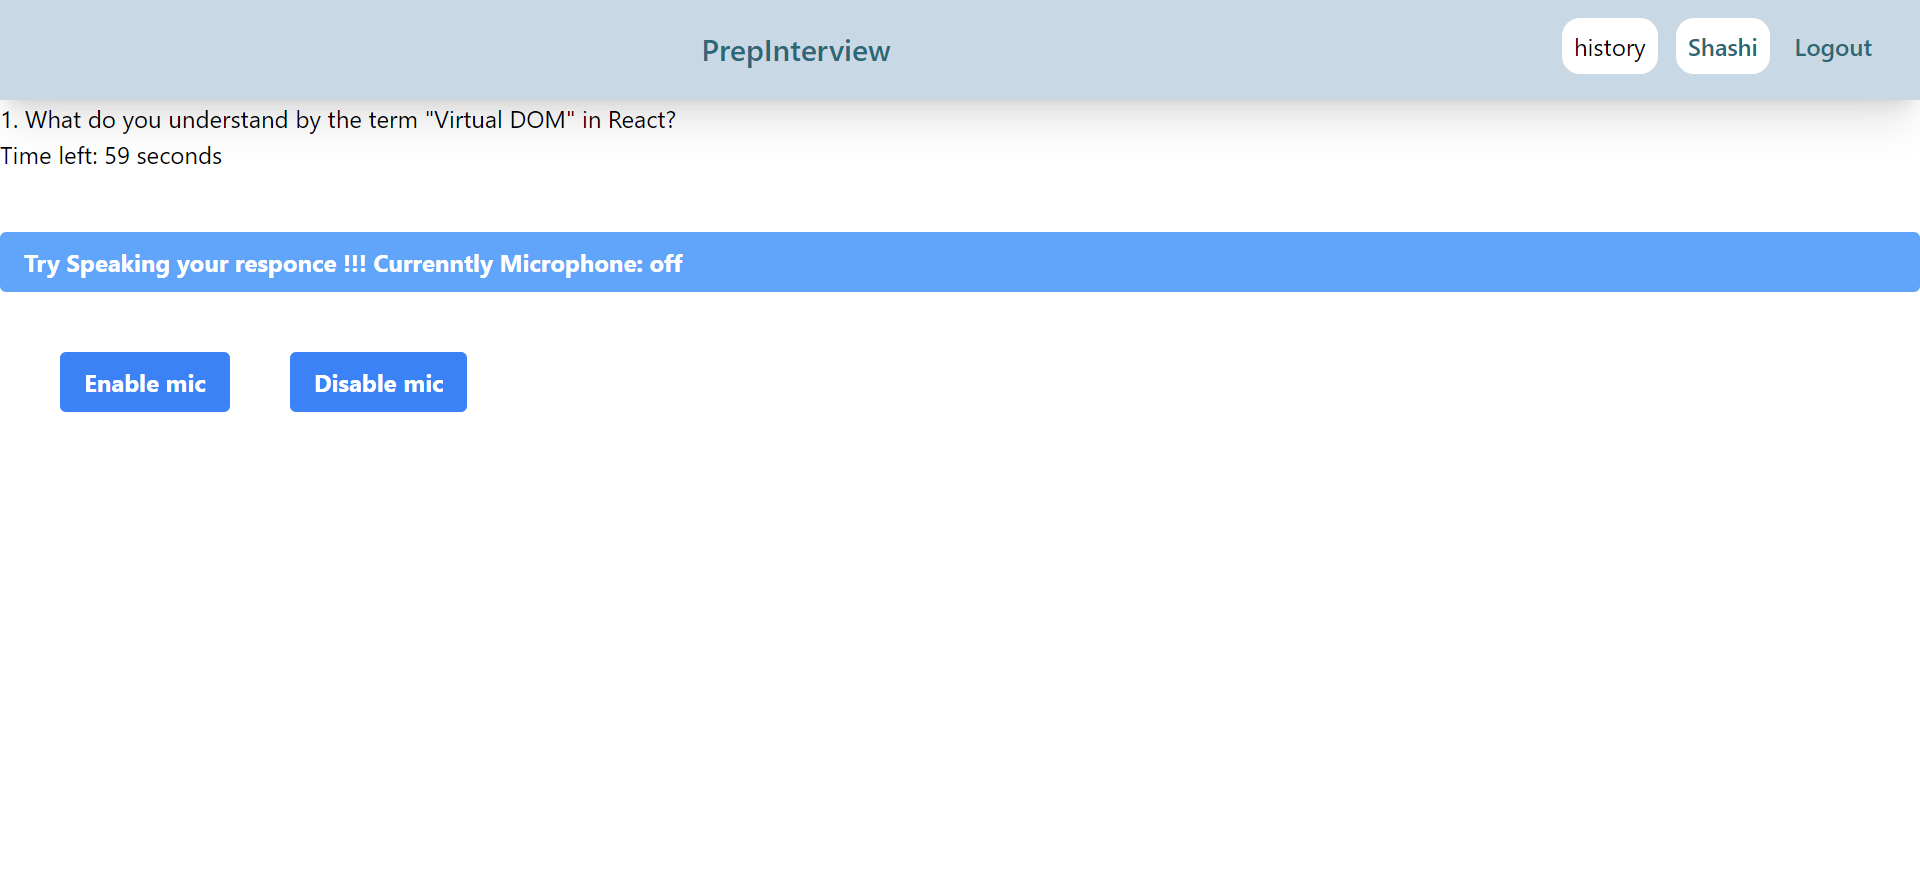 PrepInterview
history
Shashi
Logout
1. What do you understand by the term "Virtual DOM" in React?
Time left: 59 seconds
Try Speaking your responce !!! Currenntly Microphone: off
Enable mic
Disable mic